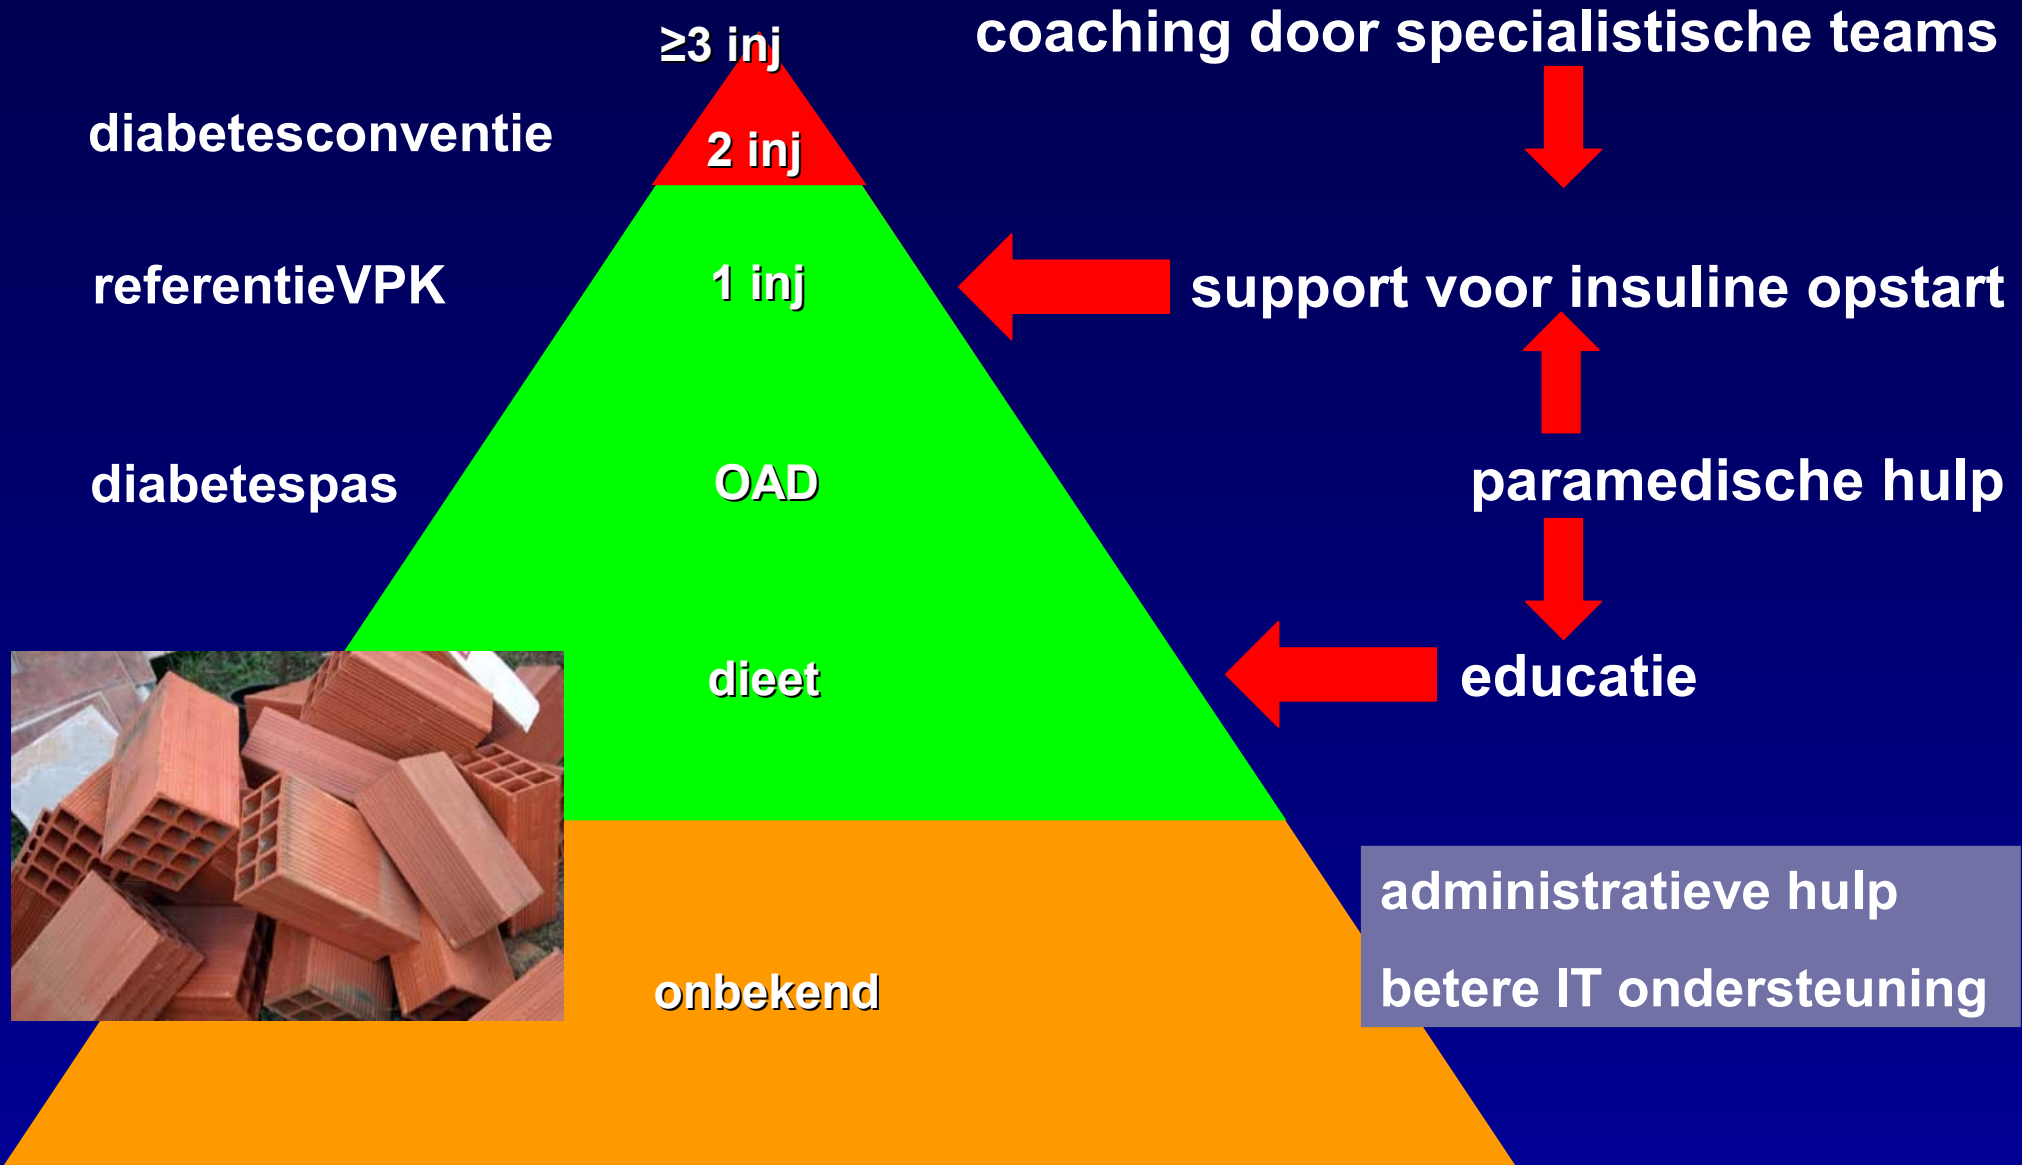 ≥3 inj
coaching door specialistische teams
diabetesconventie
2 inj
referentieVPK
1 inj
support voor insuline opstart
diabetespas
OAD
paramedische hulp
dieet
educatie
administratieve hulp
betere IT ondersteuning
onbekend